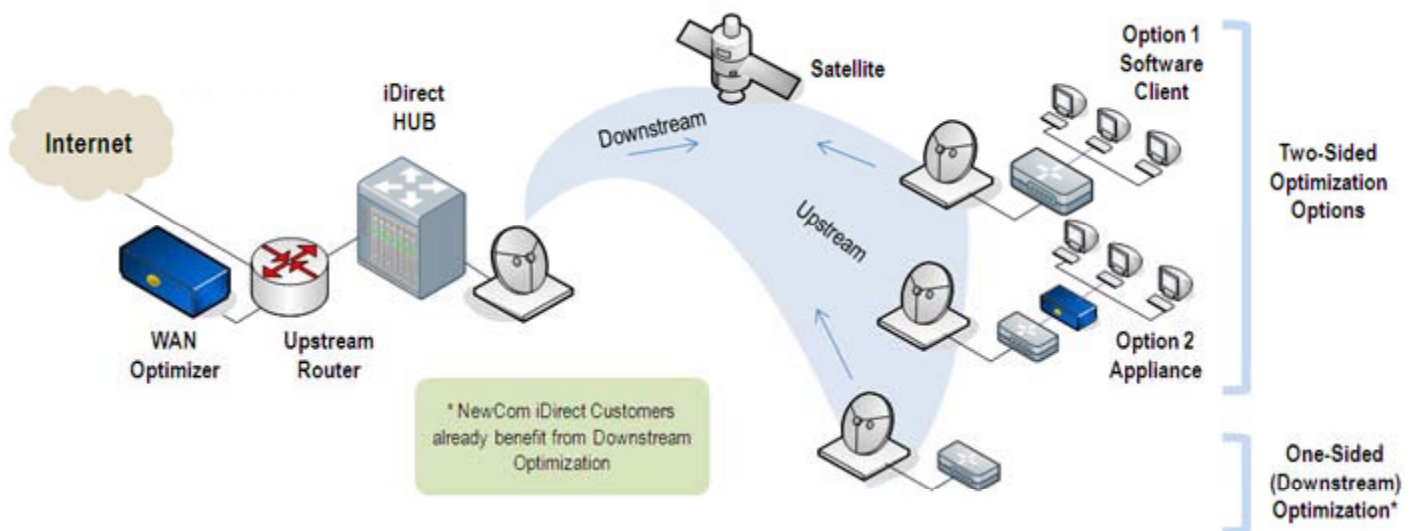 Option 1
Software
Client
Satellite
iDirect
HUB
Internet
Downstream
Two-Sided
Optimization
Options
Upstream
WAN
Optimizer
Upstream
Router
Option 2
Appliance
* NewCom iDirect Customers
already benefit from Downstream
Optimization
One-Sided
(Downstream)
Optimization*